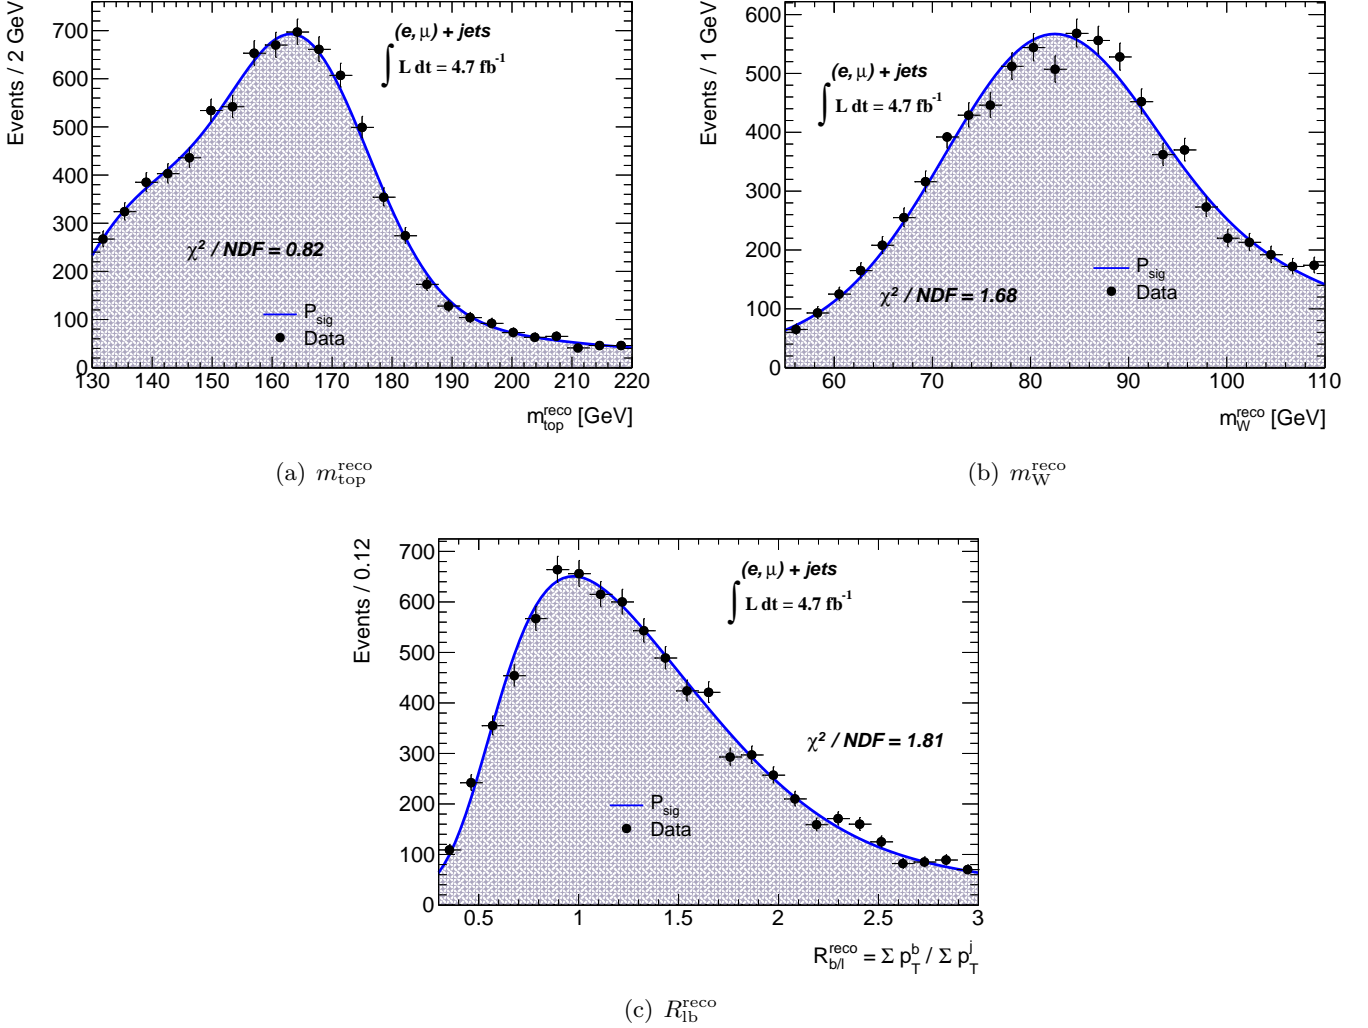 Events / 2 GeV
700
600
500
400
300
200
100
0
(e, μ) + jets
∫ L dt = 4.7 fb⁻¹
χ² / NDF = 0.82
P_sig
Data
130 140 150 160 170 180 190 200 210 220
m_top^reco [GeV]
(a) m_top^reco
Events / 1 GeV
600
500
400
300
200
100
0
(e, μ) + jets
∫ L dt = 4.7 fb⁻¹
P_sig
χ² / NDF = 1.68
Data
60 70 80 90 100 110
m_W^reco [GeV]
(b) m_W^reco
Events / 0.12
700
600
500
400
300
200
100
0
(e, μ) + jets
∫ L dt = 4.7 fb⁻¹
χ² / NDF = 1.81
P_sig
Data
0.5 1 1.5 2 2.5 3
R_b/l^reco = Σ p_T^b / Σ p_T^j
(c) R_lb^reco